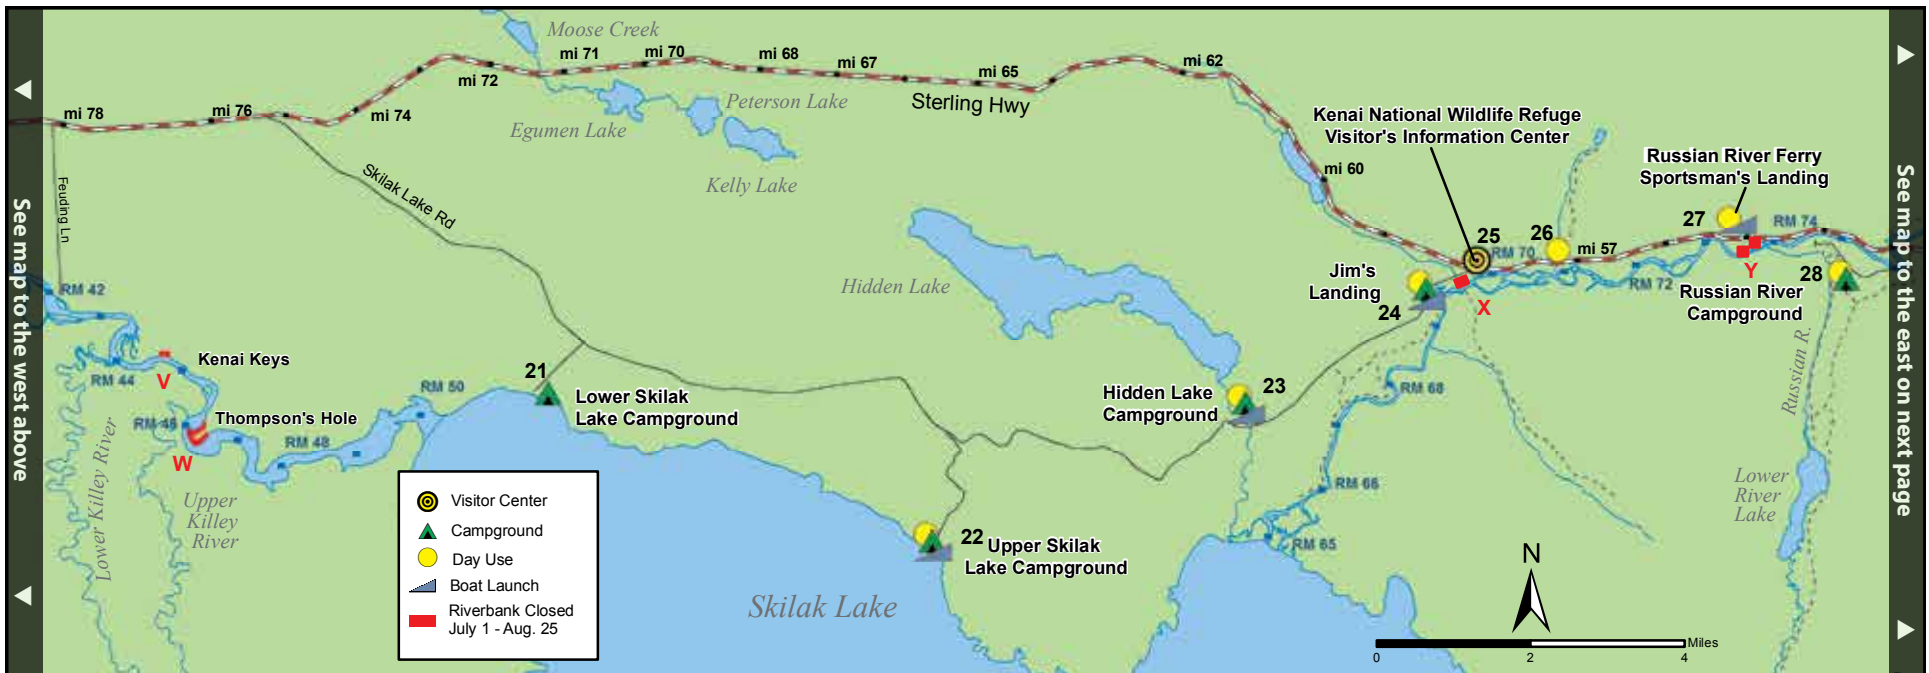 Moose Creek
mi 78
mi 76
mi 74
mi 72
mi 71
mi 70
mi 68
mi 67
mi 65
mi 62
mi 60
mi 57
Sterling Hwy
Peterson Lake
Egumen Lake
Kelly Lake
Hidden Lake
Skilak Lake Rd
Feuding Ln
Kenai National Wildlife Refuge
Visitor's Information Center
Russian River Ferry
Sportsman's Landing
25
26
27
28
RM 70
RM 72
RM 74
Jim's
Landing
24
X
Y
Russian River
Campground
Russian R.
Lower
River
Lake
RM 42
RM 44
V
Kenai Keys
RM 46
Thompson's Hole
W
RM 48
RM 50
Lower Killey River
Upper
Killey
River
21
Lower Skilak
Lake Campground
22
Upper Skilak
Lake Campground
23
Hidden Lake
Campground
RM 68
RM 66
RM 65
Skilak Lake
Visitor Center
Campground
Day Use
Boat Launch
Riverbank Closed
July 1 - Aug. 25
N
Miles
0
2
4
See map to the west above
See map to the east on next page